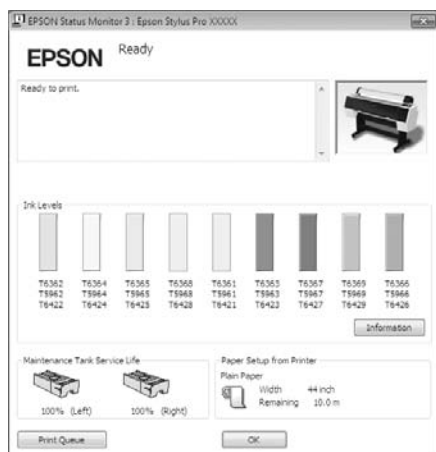 EPSON Status Monitor 3 : Epson Stylus Pro XXXXX
EPSON
Ready
Ready to print.
Ink Levels
T6362 T6364 T6365 T6368 T6361 T6363 T6367 T6369 T6366
T5962 T5964 T5965 T5968 T5961 T5963 T5967 T5969 T5966
T6422 T6424 T6425 T6428 T6421 T6423 T6427 T6429 T6426
Information
Maintenance Tank Service Life
100% (Left) 100% (Right)
Paper Setup from Printer
Plain Paper
Width 44 inch
Remaining 10.0 m
Print Queue
OK